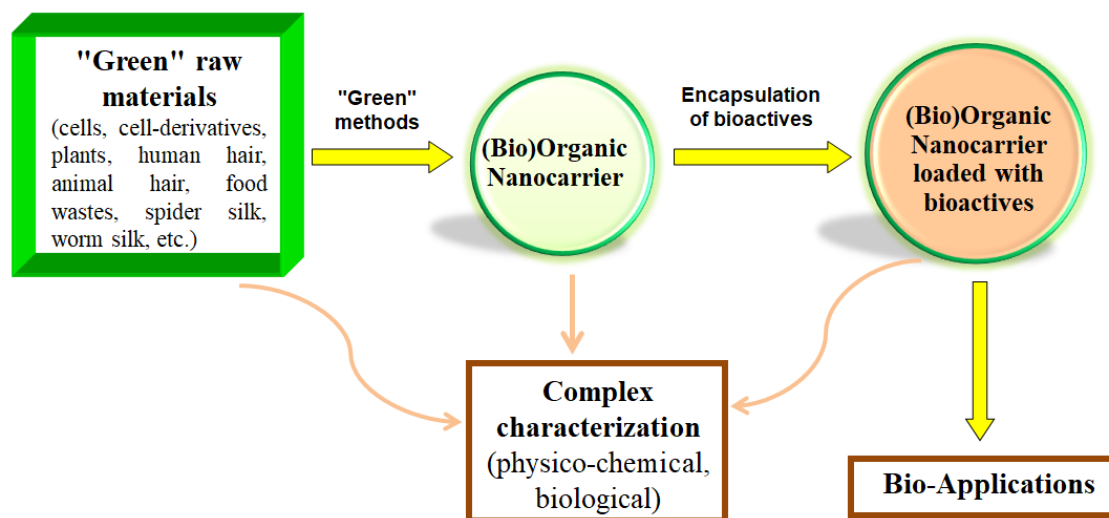 "Green" raw
materials
(cells, cell-derivatives,
plants, human hair,
animal hair, food
wastes, spider silk,
worm silk, etc.)
"Green"
methods
(Bio)Organic
Nanocarrier
Encapsulation
of bioactives
(Bio)Organic
Nanocarrier
loaded with
bioactives
Complex
characterization
(physico-chemical,
biological)
Bio-Applications